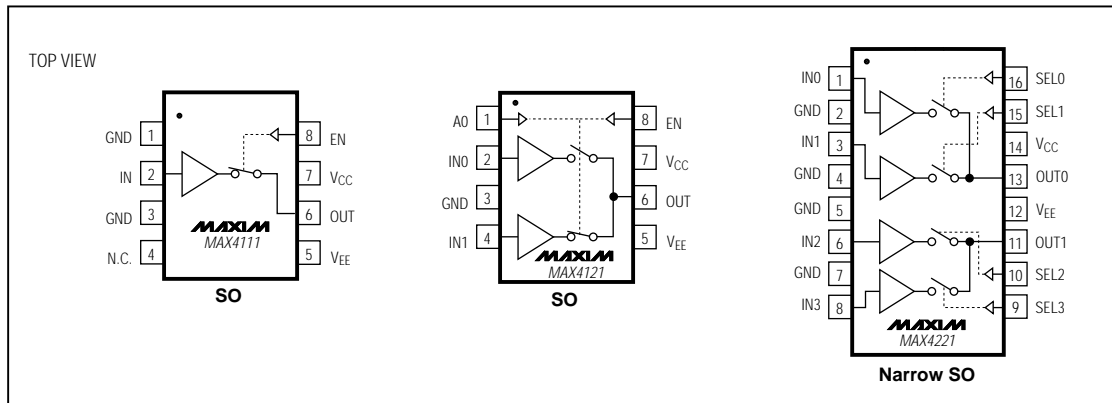 TOP VIEW
GND 1
IN 2
GND 3
N.C. 4
8 EN
7 VCC
6 OUT
5 VEE
MAXIM
MAX4111
SO
A0 1
IN0 2
GND 3
IN1 4
8 EN
7 VCC
6 OUT
5 VEE
MAXIM
MAX4121
SO
IN0 1
GND 2
IN1 3
GND 4
GND 5
IN2 6
GND 7
IN3 8
16 SEL0
15 SEL1
14 VCC
13 OUT0
12 VEE
11 OUT1
10 SEL2
9 SEL3
MAXIM
MAX4221
Narrow SO